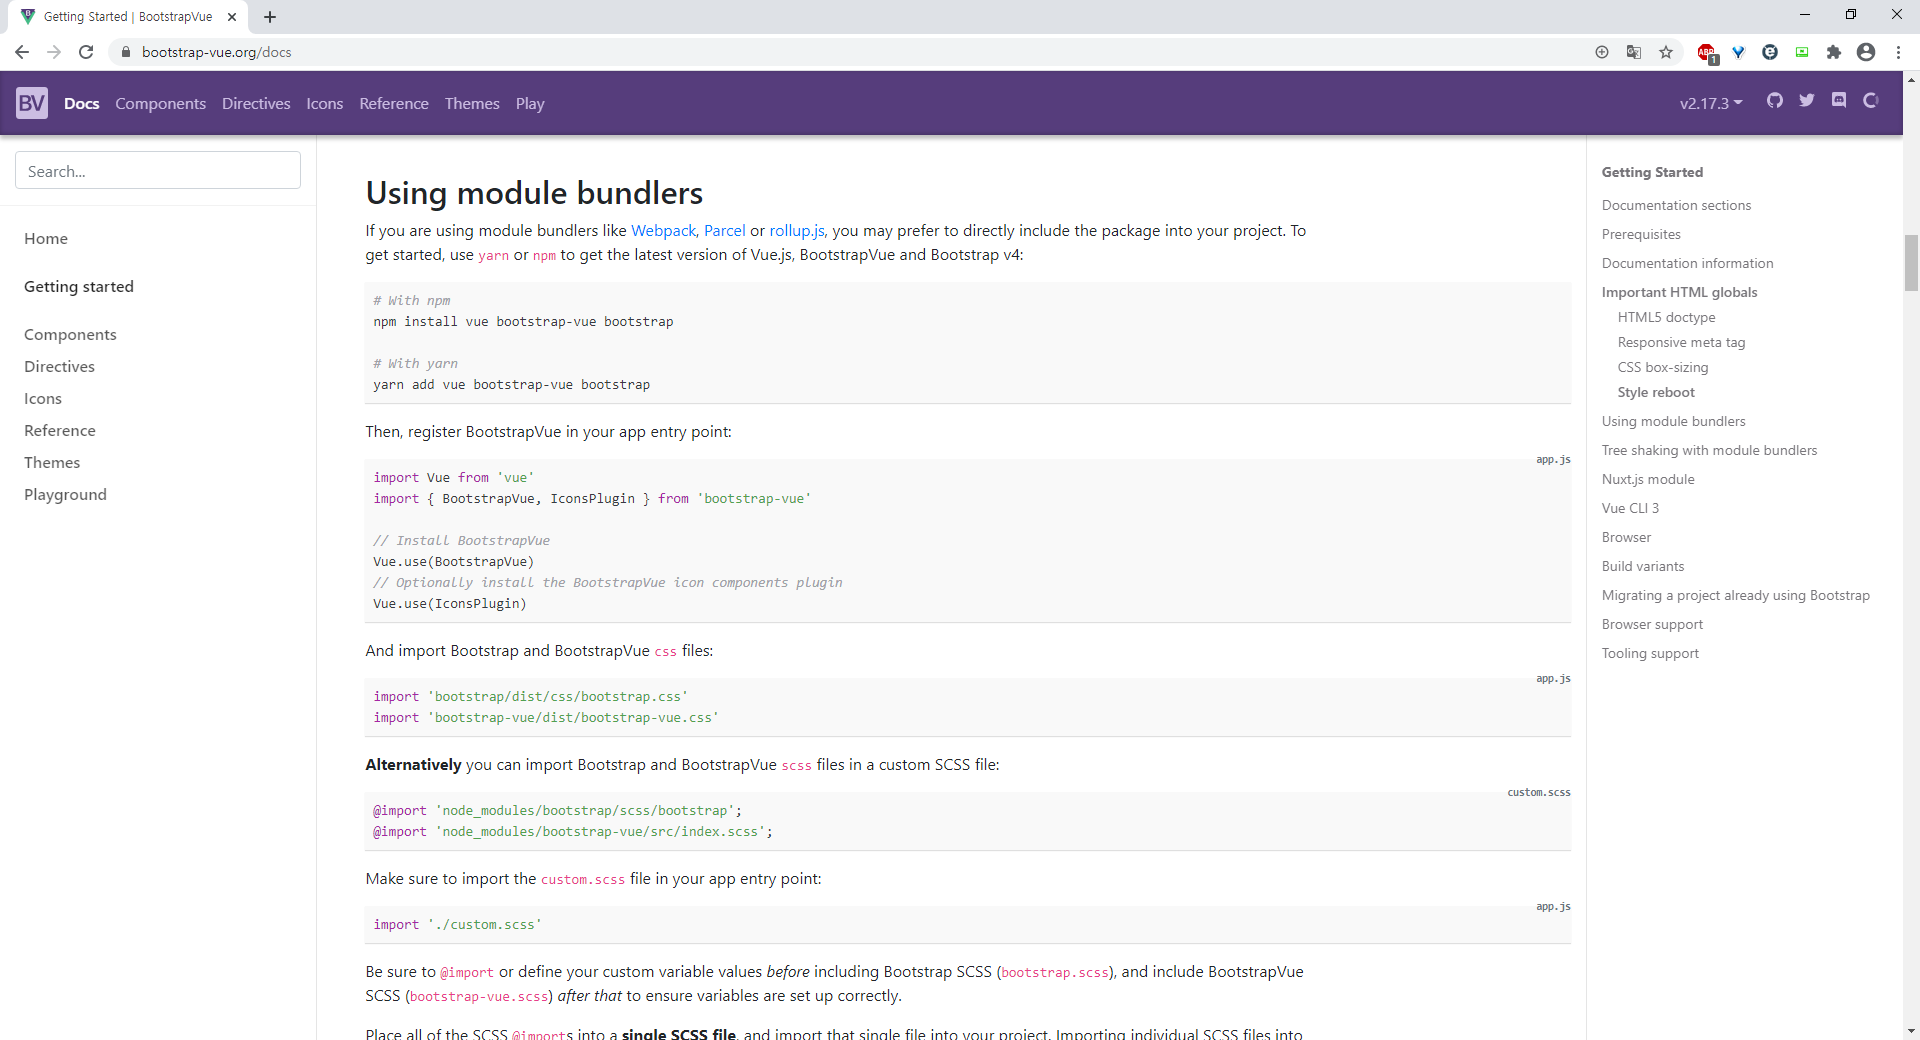 Getting Started | BootstrapVue
bootstrap-vue.org/docs
ABP
1
BV Docs Components Directives Icons Reference Themes Play
v2.17.3
Search...
Home
Getting started
Components
Directives
Icons
Reference
Themes
Playground
Using module bundlers
If you are using module bundlers like Webpack, Parcel or rollup.js, you may prefer to directly include the package into your project. To
get started, use yarn or npm to get the latest version of Vue.js, BootstrapVue and Bootstrap v4:
# With npm
npm install vue bootstrap-vue bootstrap
# With yarn
yarn add vue bootstrap-vue bootstrap
Then, register BootstrapVue in your app entry point:
app.js
import Vue from 'vue'
import { BootstrapVue, IconsPlugin } from 'bootstrap-vue'
// Install BootstrapVue
Vue.use(BootstrapVue)
// Optionally install the BootstrapVue icon components plugin
Vue.use(IconsPlugin)
And import Bootstrap and BootstrapVue css files:
app.js
import 'bootstrap/dist/css/bootstrap.css'
import 'bootstrap-vue/dist/bootstrap-vue.css'
Alternatively you can import Bootstrap and BootstrapVue scss files in a custom SCSS file:
custom.scss
@import 'node_modules/bootstrap/scss/bootstrap';
@import 'node_modules/bootstrap-vue/src/index.scss';
Make sure to import the custom.scss file in your app entry point:
app.js
import './custom.scss'
Be sure to @import or define your custom variable values before including Bootstrap SCSS (bootstrap.scss), and include BootstrapVue
SCSS (bootstrap-vue.scss) after that to ensure variables are set up correctly.
Place all of the SCSS @imports into a single SCSS file, and import that single file into your project. Importing individual SCSS files into
Getting Started
Documentation sections
Prerequisites
Documentation information
Important HTML globals
HTML5 doctype
Responsive meta tag
CSS box-sizing
Style reboot
Using module bundlers
Tree shaking with module bundlers
Nuxt.js module
Vue CLI 3
Browser
Build variants
Migrating a project already using Bootstrap
Browser support
Tooling support